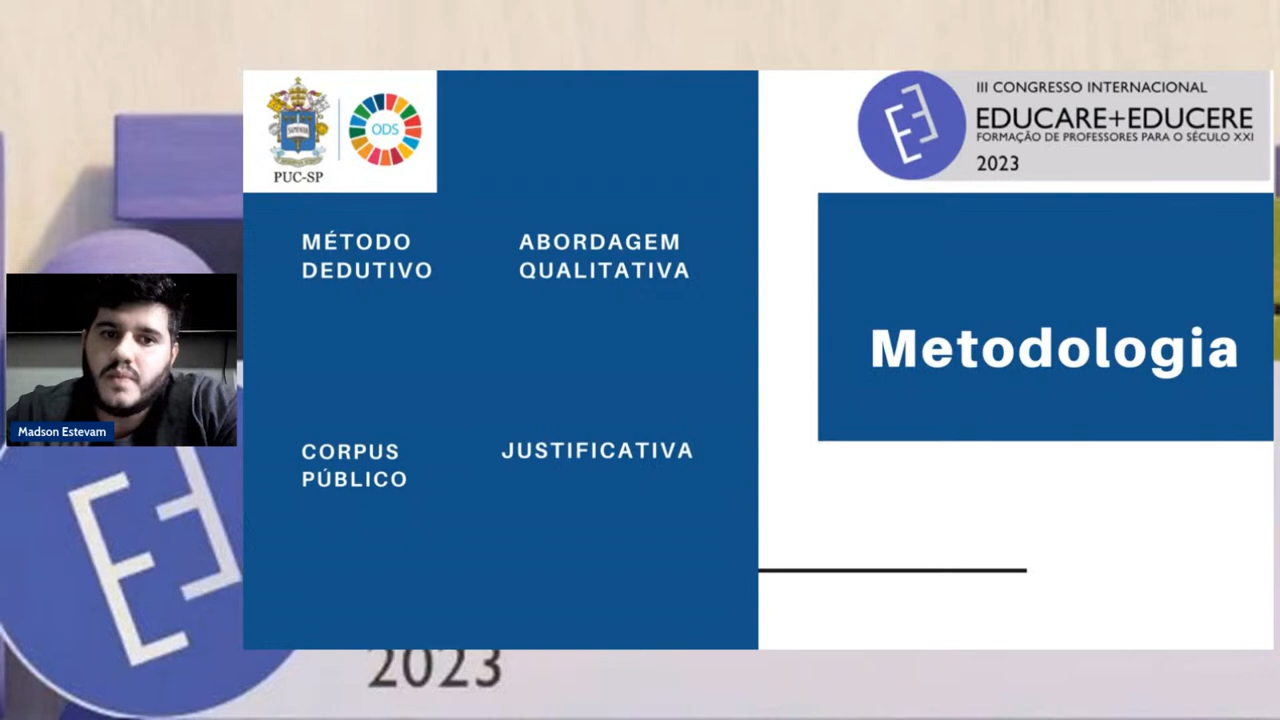 ODS
PUC-SP
III CONGRESSO INTERNACIONAL
EDUCARE+EDUCERE
FORMAÇÃO DE PROFESSORES PARA O SÉCULO XXI
2023
MÉTODO
DEDUTIVO
ABORDAGEM
QUALITATIVA
Metodologia
Madson Estevam
CORPUS
PÚBLICO
JUSTIFICATIVA
2023